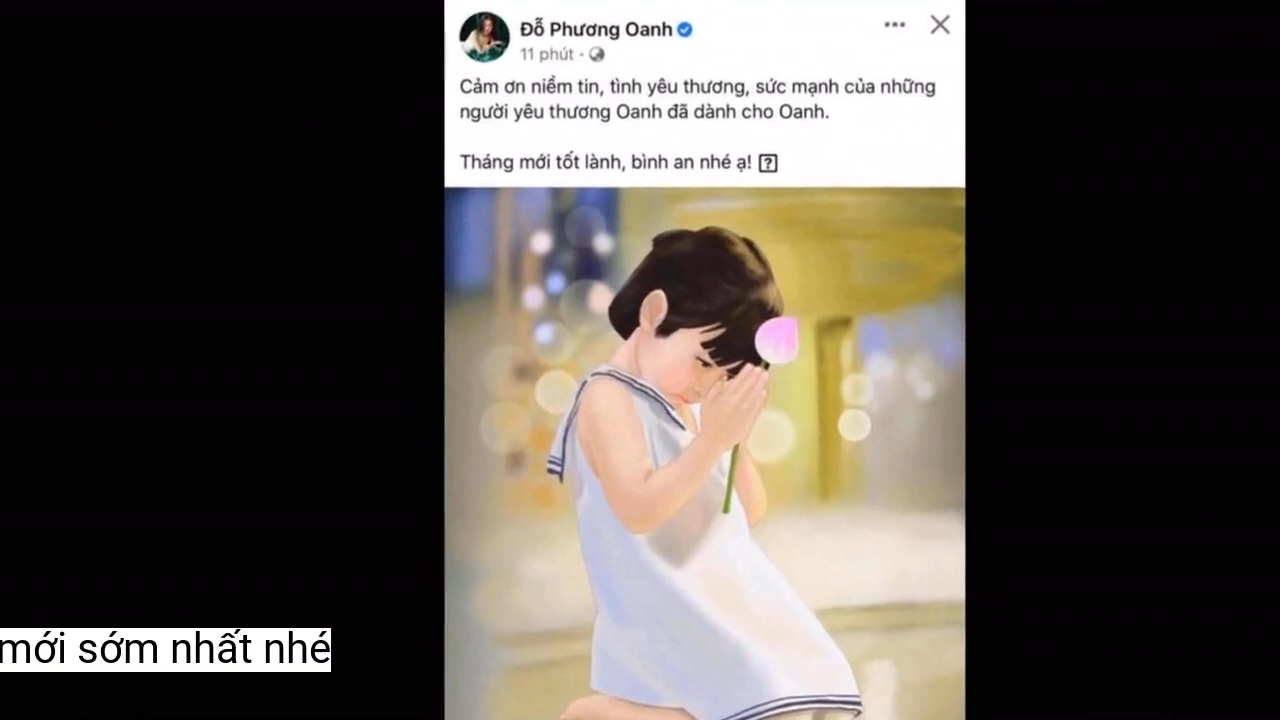 Đỗ Phương Oanh
11 phút ·
Cảm ơn niềm tin, tình yêu thương, sức mạnh của những
người yêu thương Oanh đã dành cho Oanh.
Tháng mới tốt lành, bình an nhé ạ!
mới sớm nhất nhé